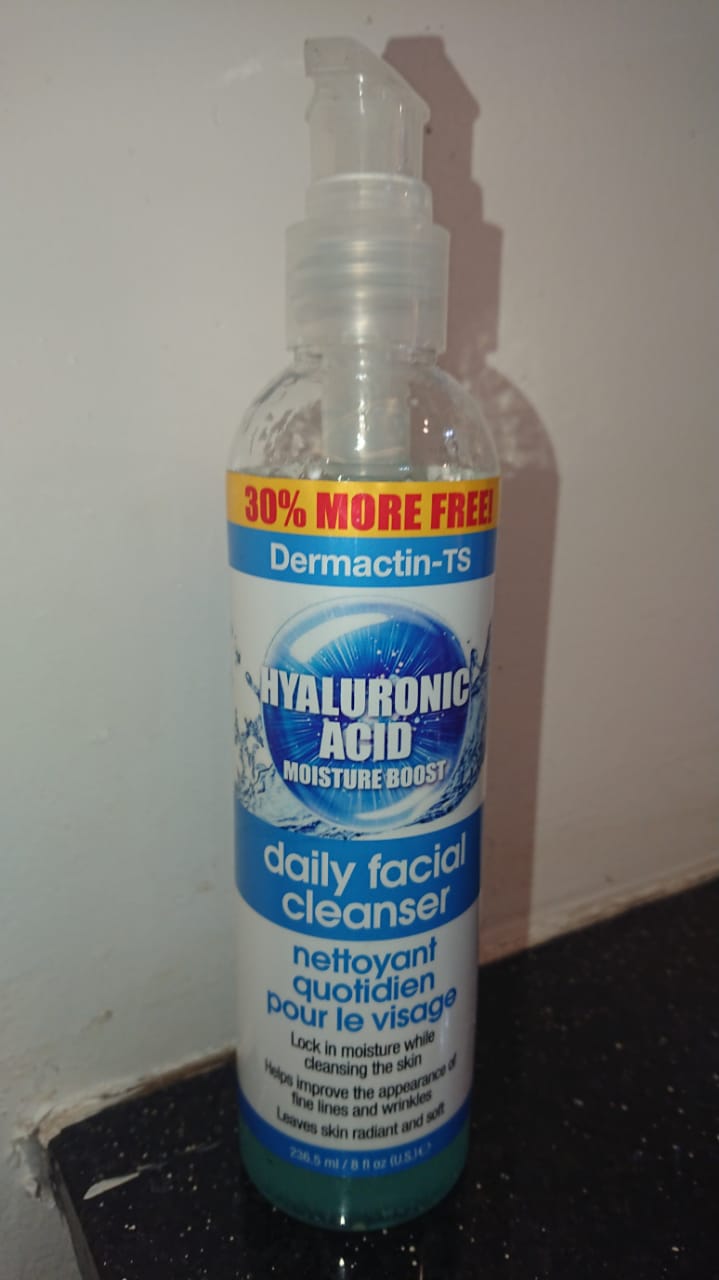 30% MORE FREE!
Dermactin-TS
HYALURONIC
ACID
MOISTURE BOOST
daily facial
cleanser
nettoyant
quotidien
pour le visage
Lock in moisture while
cleansing the skin
Helps improve the appearance of
fine lines and wrinkles
Leaves skin radiant and soft
236.5 ml / 8 fl oz (U.S.) ℮